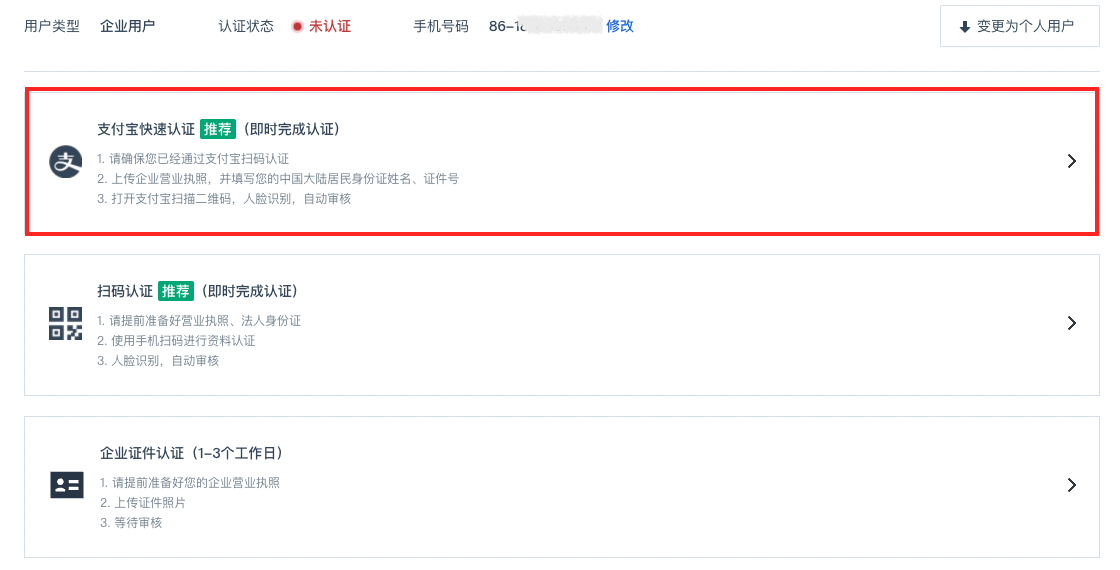 用户类型 企业用户 认证状态 未认证 手机号码 86-18 修改 变更为个人用户
支付宝快速认证 推荐（即时完成认证）
1. 请确保您已经通过支付宝扫码认证
2. 上传企业营业执照，并填写您的中国大陆居民身份证姓名、证件号
3. 打开支付宝扫描二维码，人脸识别，自动审核
扫码认证 推荐（即时完成认证）
1. 请提前准备好营业执照、法人身份证
2. 使用手机扫码进行资料认证
3. 人脸识别，自动审核
企业证件认证（1-3个工作日）
1. 请提前准备好您的企业营业执照
2. 上传证件照片
3. 等待审核